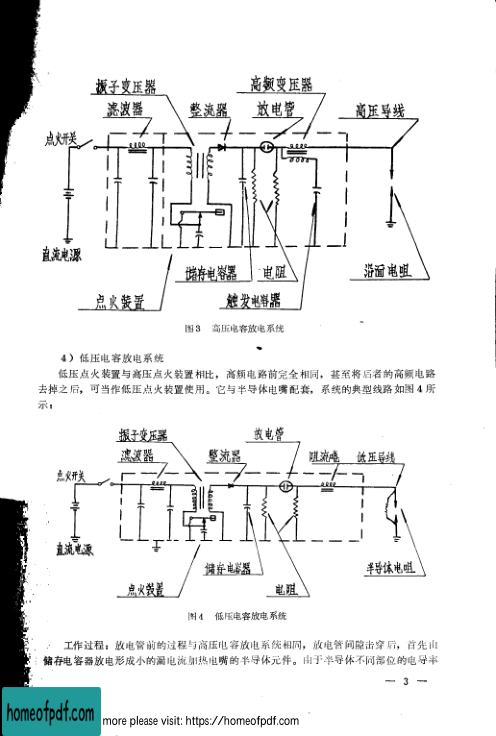 振子变压器
高频变压器
滤波器
整流器
放电管
高压导线
点火开关
直流电源
储存电容器
电阻
沿面电咀
点火装置
触发电容器
图3 高压电容放电系统
4）低压电容放电系统
低压点火装置与高压点火装置相比，高频电路前完全相同，甚至将后者的高频电路
去掉之后，可当作低压点火装置使用。它与半导体电嘴配套，系统的典型线路如图4所
示：
振子变压器
放电管
滤波器
整流器
阻流圈
低压导线
点火开关
直流电源
储存电容器
点火装置
电阻
半导体电咀
图4 低压电容放电系统
工作过程：放电管前的过程与高压电容放电系统相同，放电管间隙击穿后，首先由
储存电容器放电形成小的漏电流加热电嘴的半导体元件。由于半导体不同部位的电导率
— 3 —
homeofpdf.com
more please visit: https://homeofpdf.com